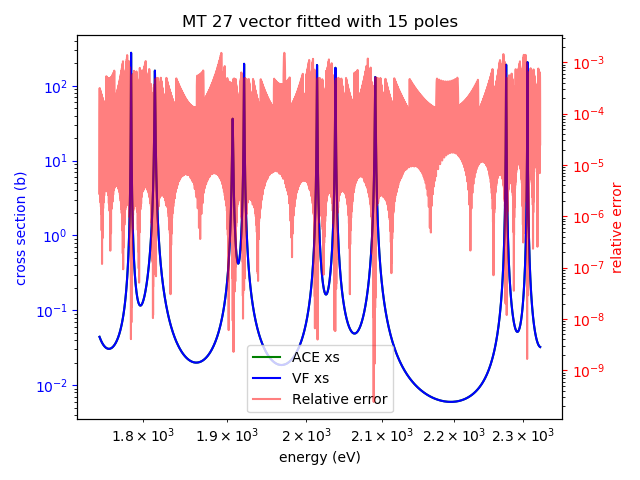 MT 27 vector fitted with 15 poles
cross section (b)
10²
10¹
10⁰
10⁻¹
10⁻²
10⁻³
10⁻⁴
10⁻⁵
10⁻⁶
10⁻⁷
10⁻⁸
10⁻⁹
relative error
ACE xs
VF xs
Relative error
1.8 × 10³ 1.9 × 10³ 2 × 10³ 2.1 × 10³ 2.2 × 10³ 2.3 × 10³
energy (eV)